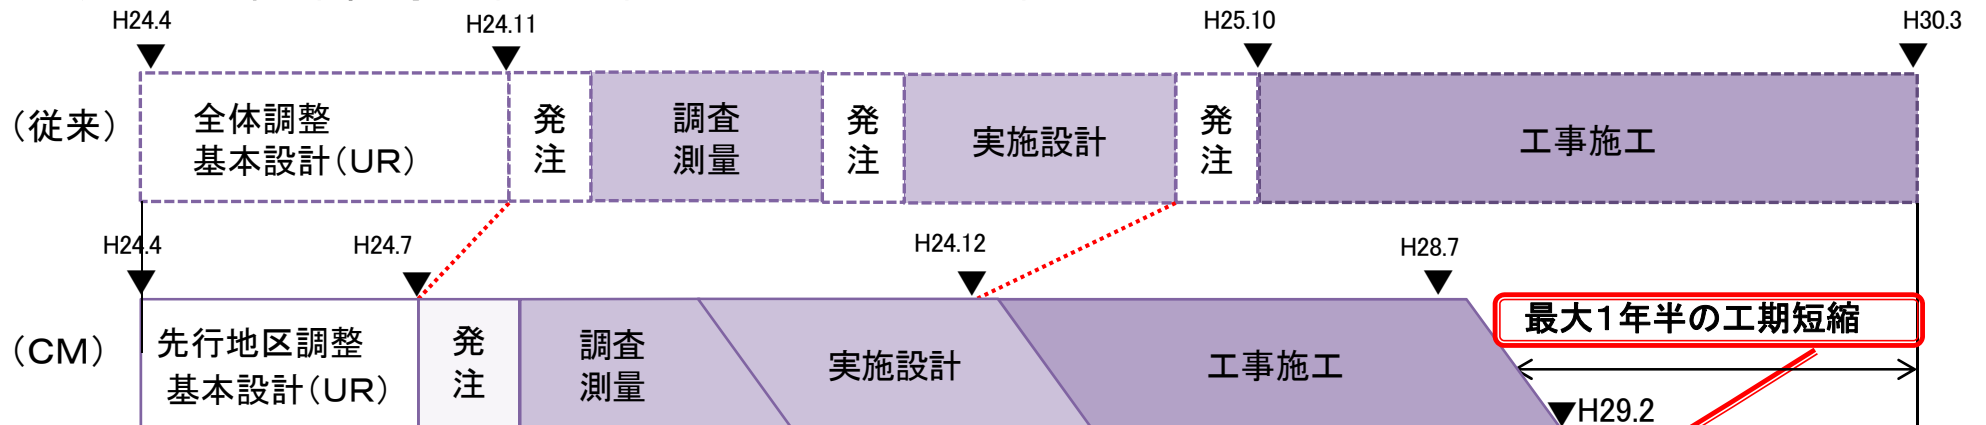 H24.4
H24.11
H25.10
H30.3
（従来）
全体調整
基本設計（ＵＲ）
発
注
調査
測量
発
注
実施設計
発
注
工事施工
H24.4
H24.7
H24.12
H28.7
（ＣＭ）
先行地区調整
基本設計（ＵＲ）
発
注
調査
測量
実施設計
工事施工
最大１年半の工期短縮
H29.2